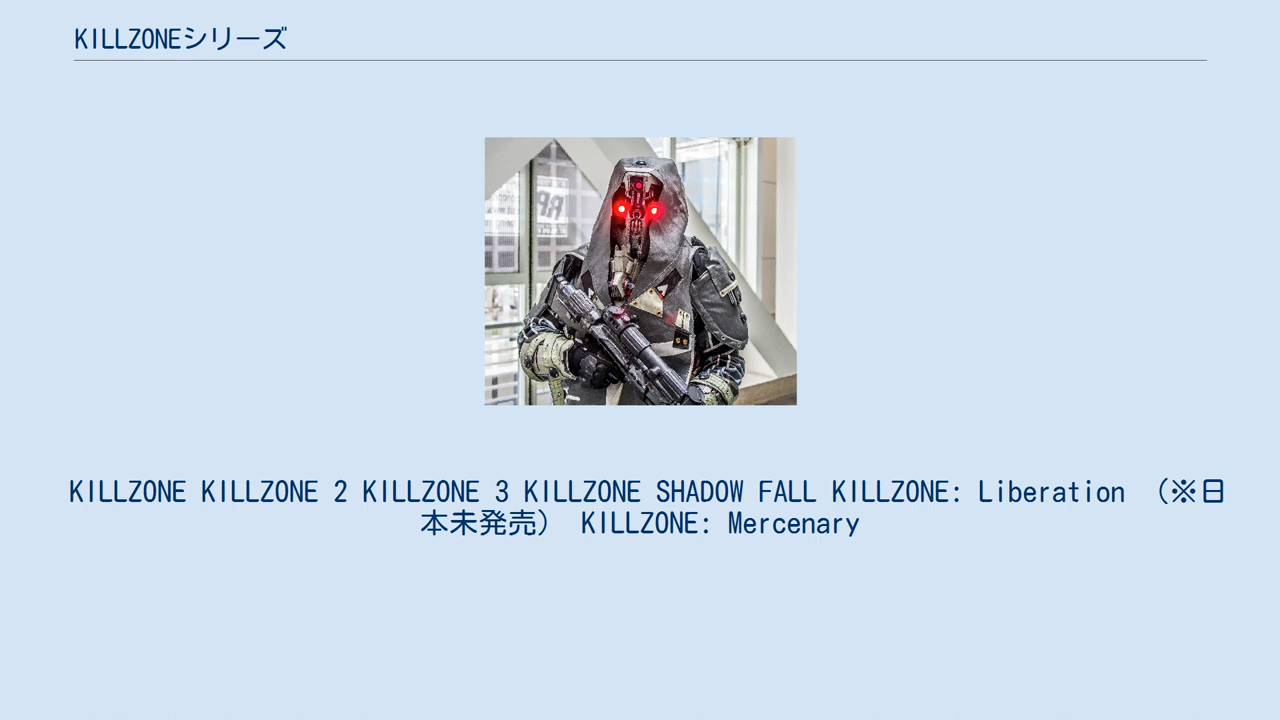 KILLZONEシリーズ
KILLZONE KILLZONE 2 KILLZONE 3 KILLZONE SHADOW FALL KILLZONE: Liberation （※日
本未発売） KILLZONE: Mercenary